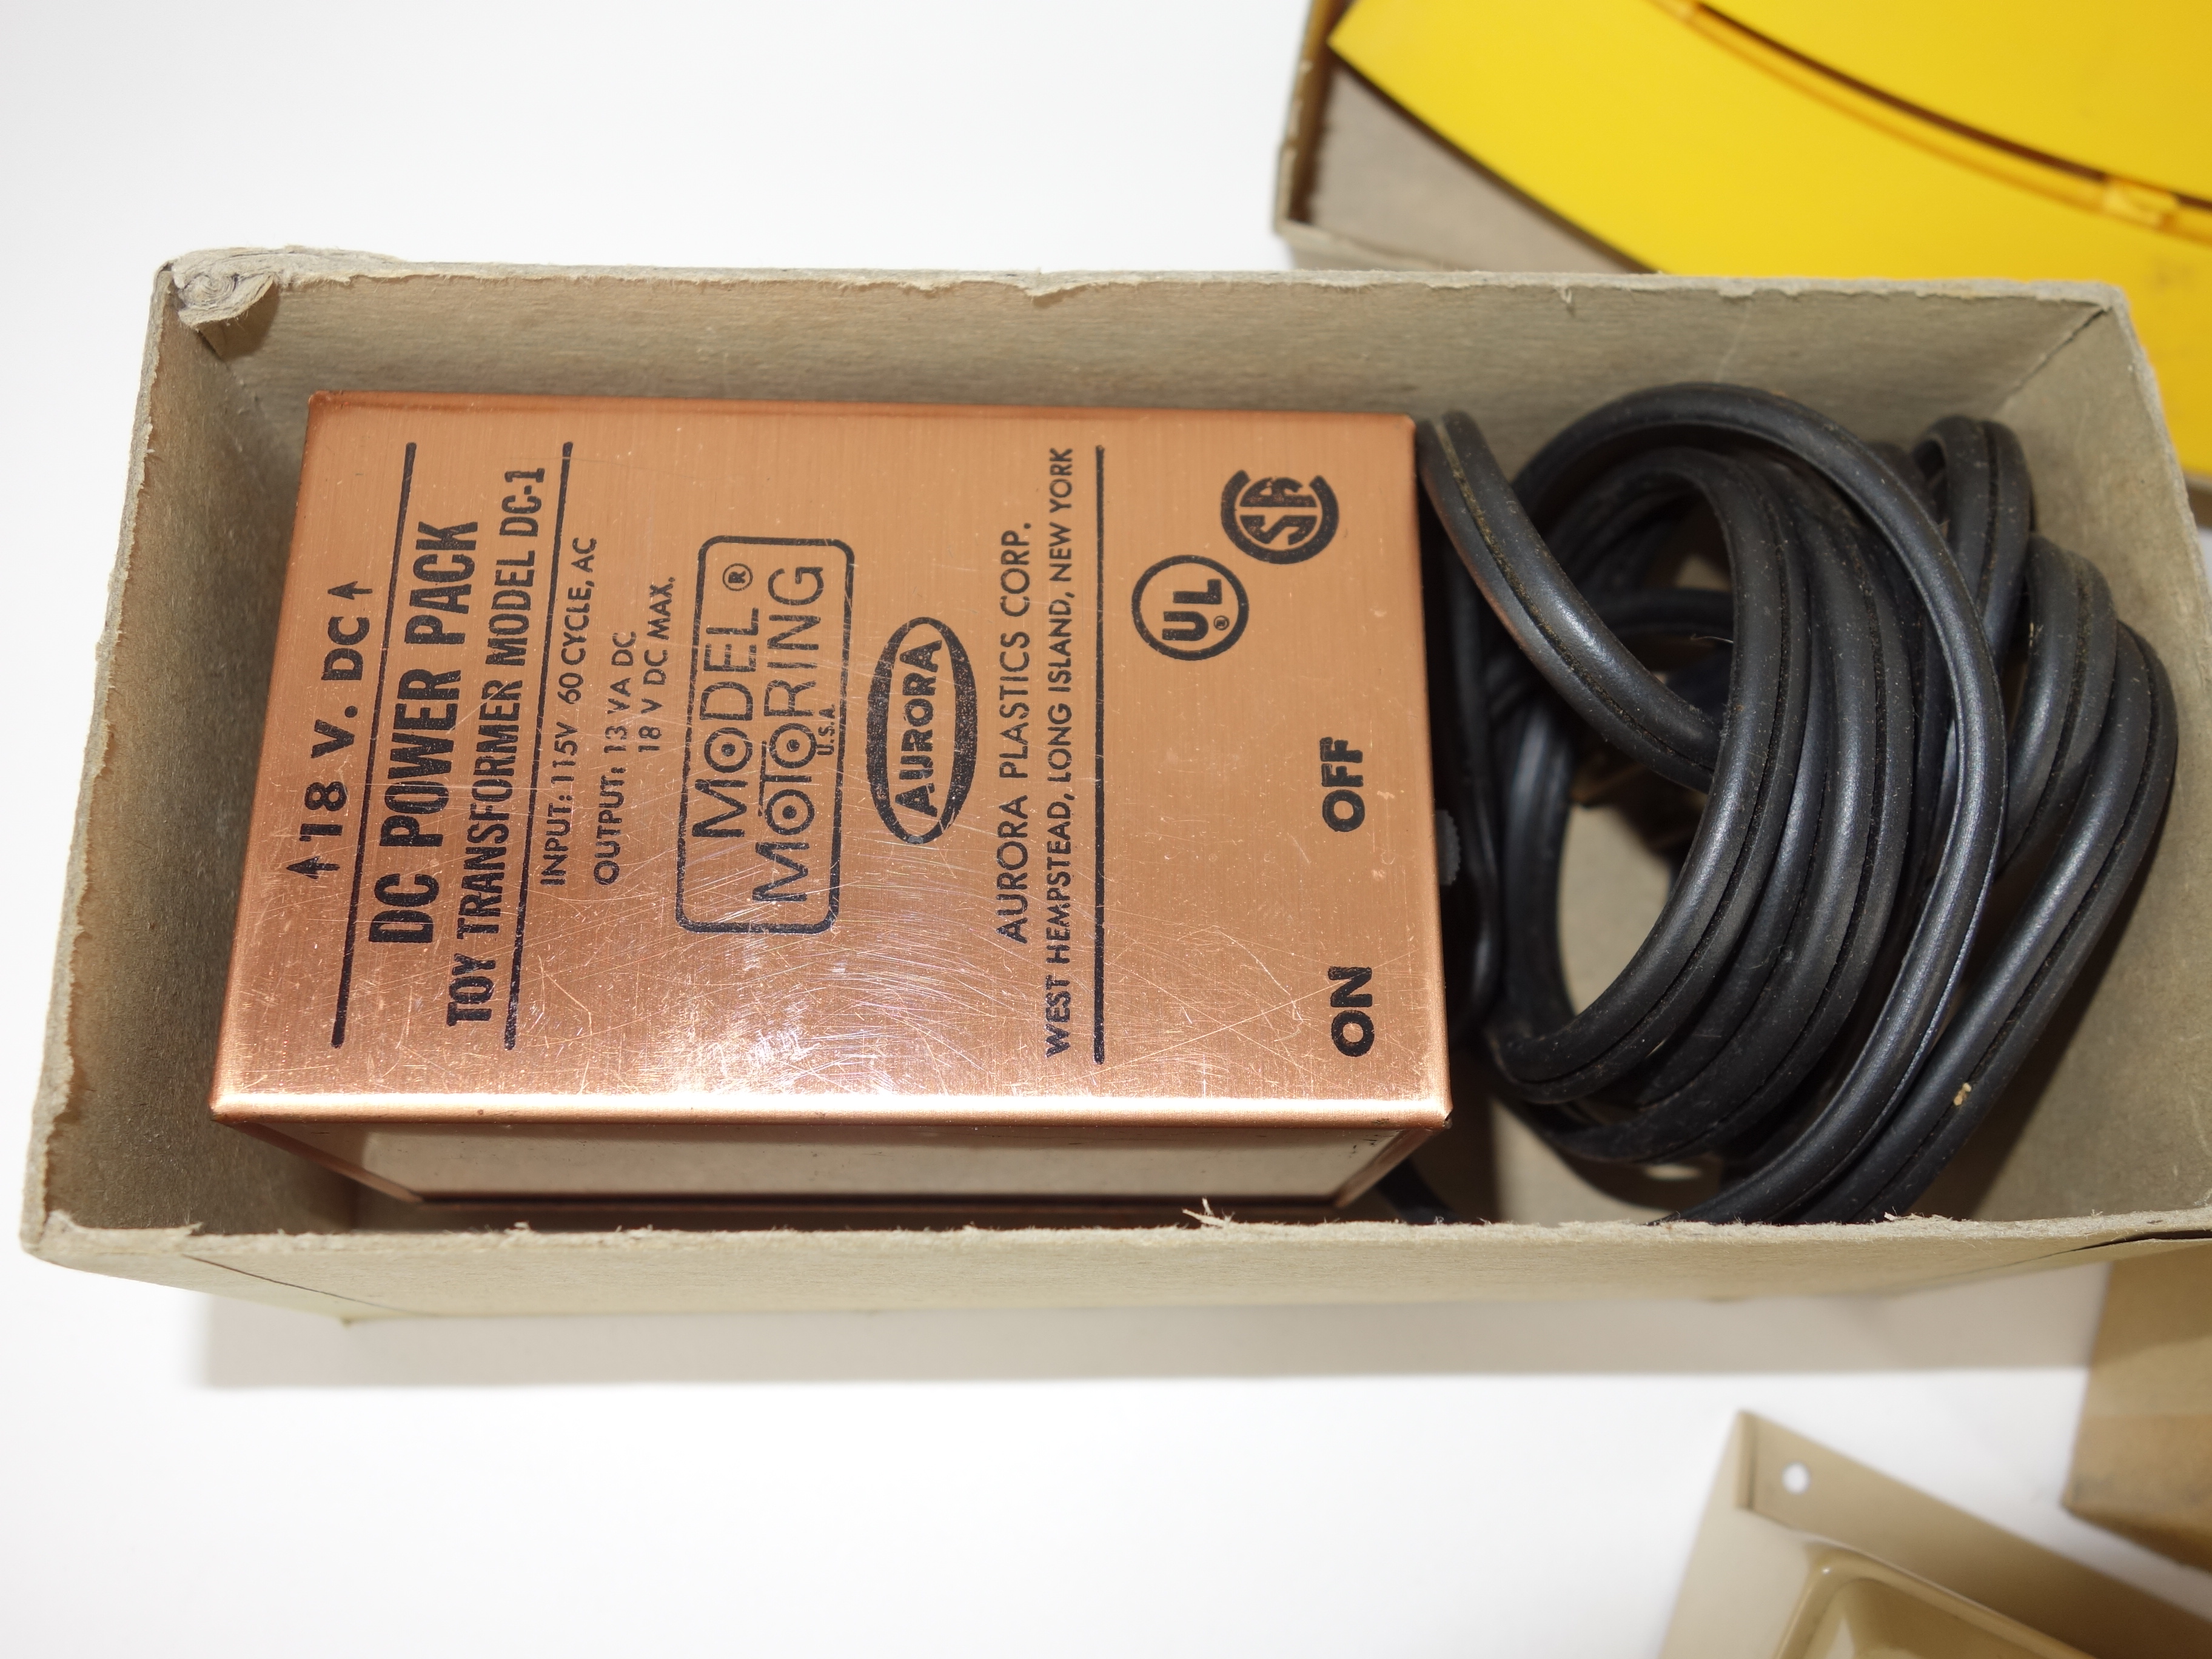 18 V. DC
DC POWER PACK
TOY TRANSFORMER MODEL DC-1
INPUT: 115V 60 CYCLE, AC
OUTPUT: 13 VA DC
18 V DC MAX.
MODEL ®
MOTORING
U.S.A.
AURORA
AURORA PLASTICS CORP.
WEST HEMPSTEAD, LONG ISLAND, NEW YORK
UL ®
SA
ON OFF